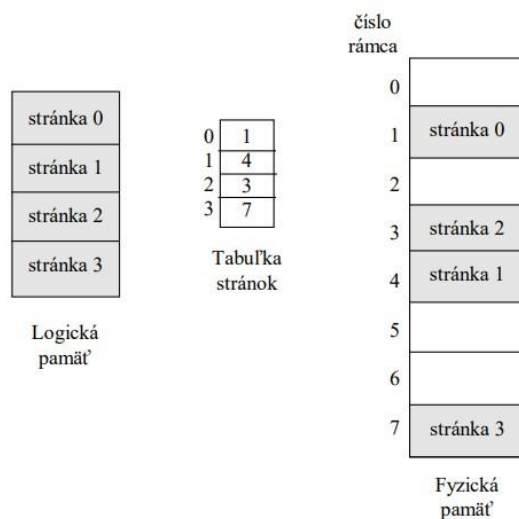 číslo
rámca
stránka 0
stránka 1
stránka 2
stránka 3
Logická
pamäť
0 1
1 4
2 3
3 7
Tabuľka
stránok
0
1 stránka 0
2
3 stránka 2
4 stránka 1
5
6
7 stránka 3
Fyzická
pamäť